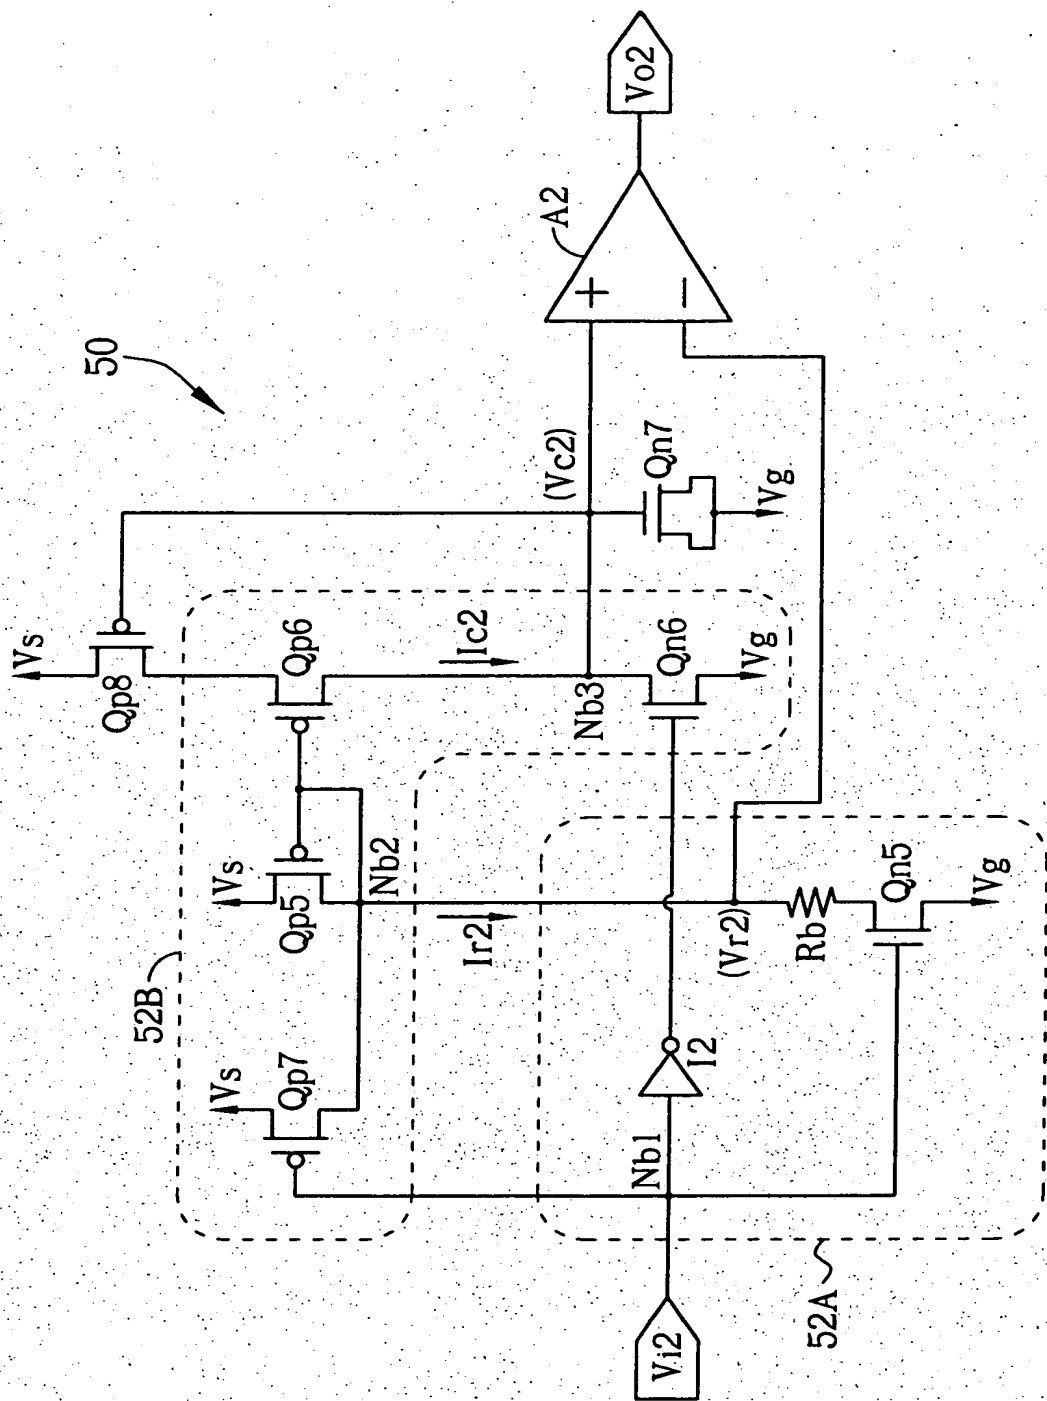 Vo2
A2
50
(Vc2)
Qn7
Vg
Vs
Qp8
Qp6
Ic2
Nb3
Qn6
Vg
Vs
Qp5
Nb2
Ir2
(Vr2)
Rb
Qn5
Vg
52B
Vs
Qp7
I2
Nb1
52A
Vi2
+
−